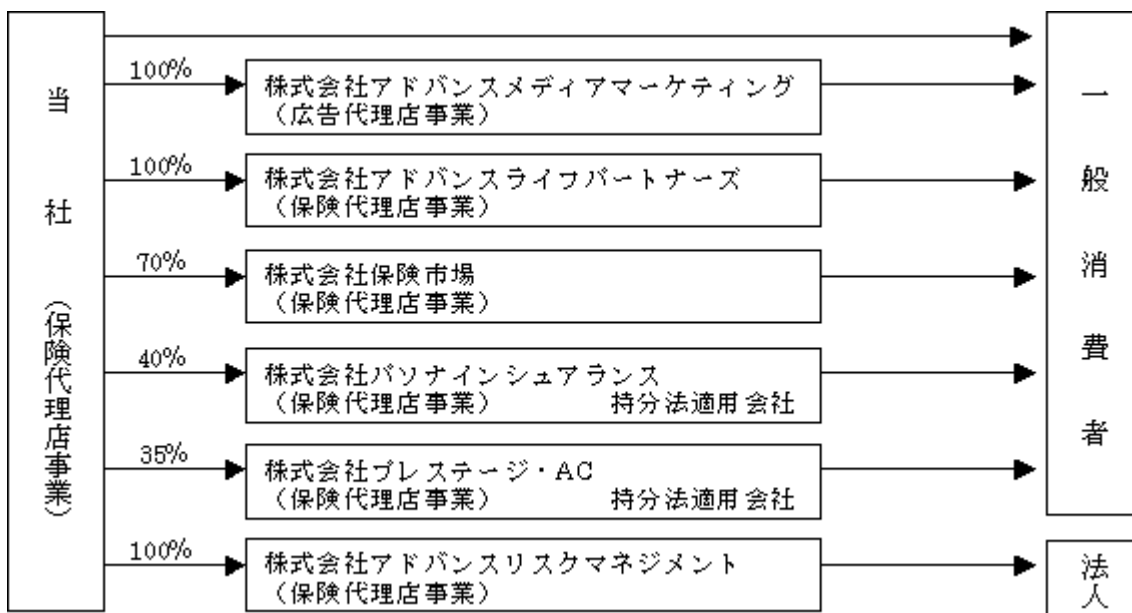 当社（保険代理店事業）
100%
株式会社アドバンスメディアマーケティング
（広告代理店事業）
100%
株式会社アドバンスライフパートナーズ
（保険代理店事業）
70%
株式会社保険市場
（保険代理店事業）
40%
株式会社パソナインシュアランス
（保険代理店事業） 持分法適用会社
35%
株式会社プレステージ・AC
（保険代理店事業） 持分法適用会社
100%
株式会社アドバンスリスクマネジメント
（保険代理店事業）
一般消費者
法人